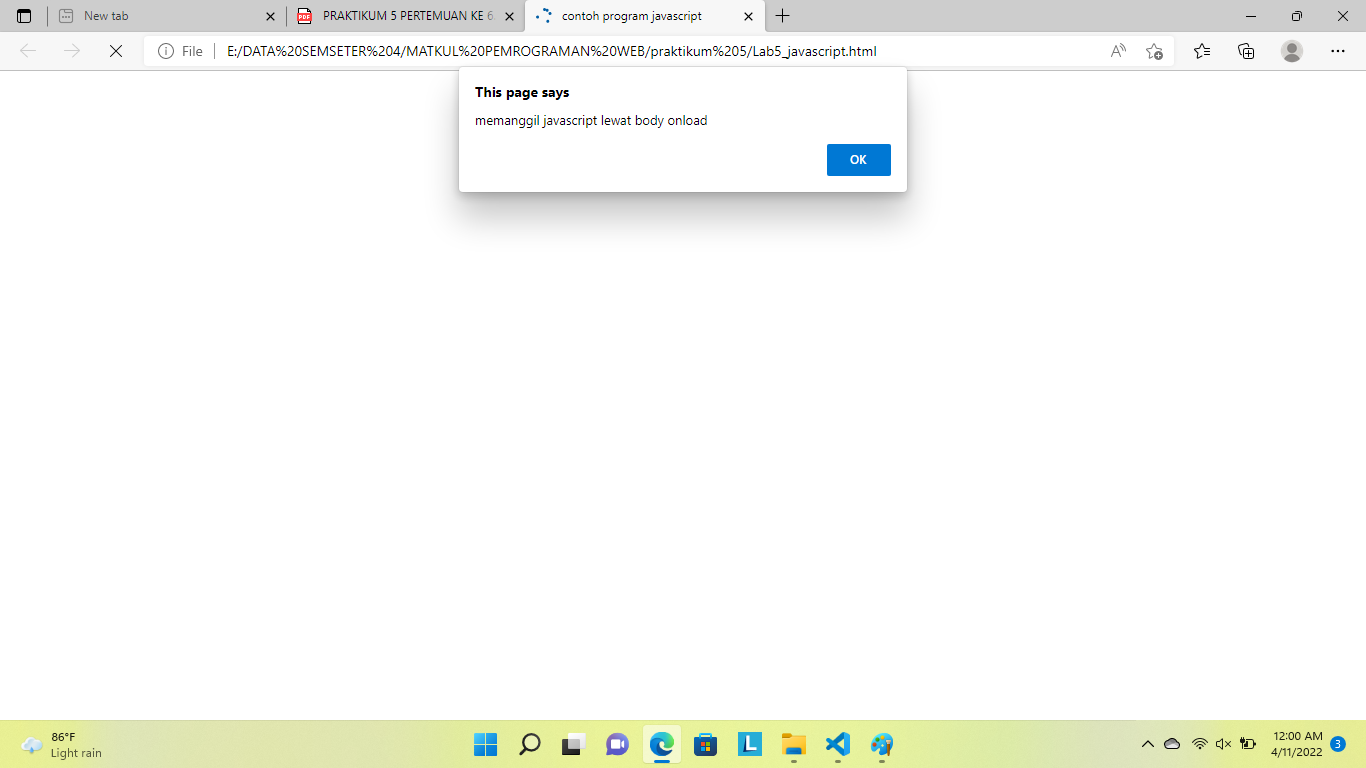 New tab
PRAKTIKUM 5 PERTEMUAN KE 6
contoh program javascript
File
E:/DATA%20SEMSETER%204/MATKUL%20PEMROGRAMAN%20WEB/praktikum%205/Lab5_javascript.html
This page says
memanggil javascript lewat body onload
OK
86°F
Light rain
12:00 AM
4/11/2022
3